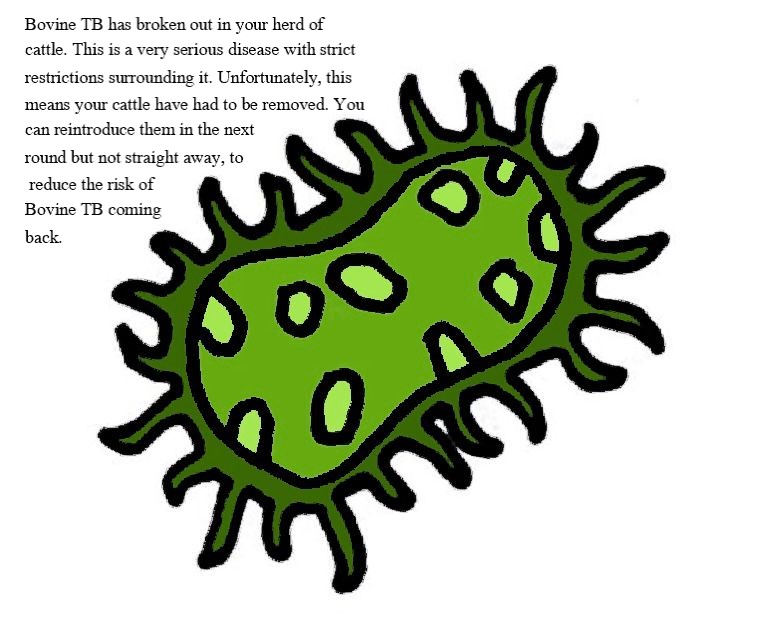 Bovine TB has broken out in your herd of
cattle. This is a very serious disease with strict
restrictions surrounding it. Unfortunately, this
means your cattle have had to be removed. You
can reintroduce them in the next
round but not straight away, to
reduce the risk of
Bovine TB coming
back.